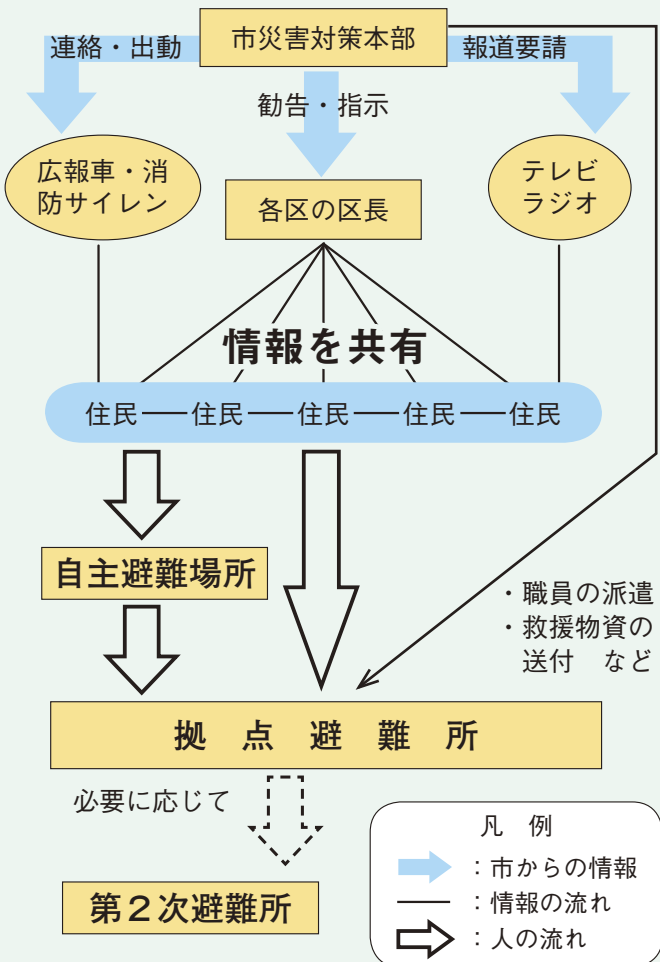 市災害対策本部
連絡・出動
報道要請
勧告・指示
広報車・消
防サイレン
各区の区長
テレビ
ラジオ
情報を共有
住民 住民 住民 住民 住民
自主避難場所
・職員の派遣
・救援物資の
送付 など
拠点避難所
必要に応じて
第2次避難所
凡例
：市からの情報
：情報の流れ
：人の流れ